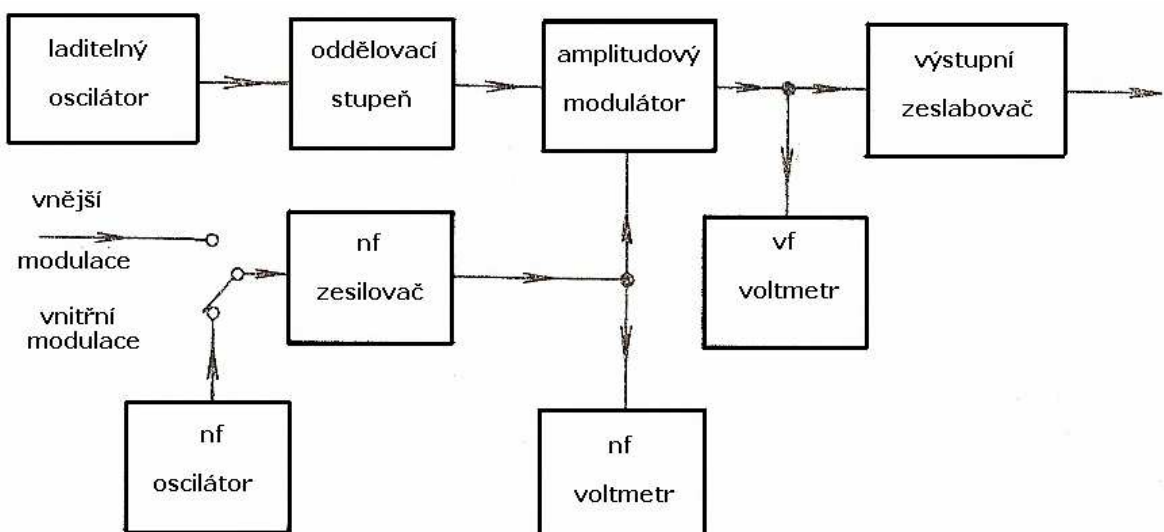 laditelný
oscilátor
oddělovací
stupeň
amplitudový
modulátor
výstupní
zeslabovač
vnější
modulace
vnitřní
modulace
nf
zesilovač
vf
voltmetr
nf
oscilátor
nf
voltmetr